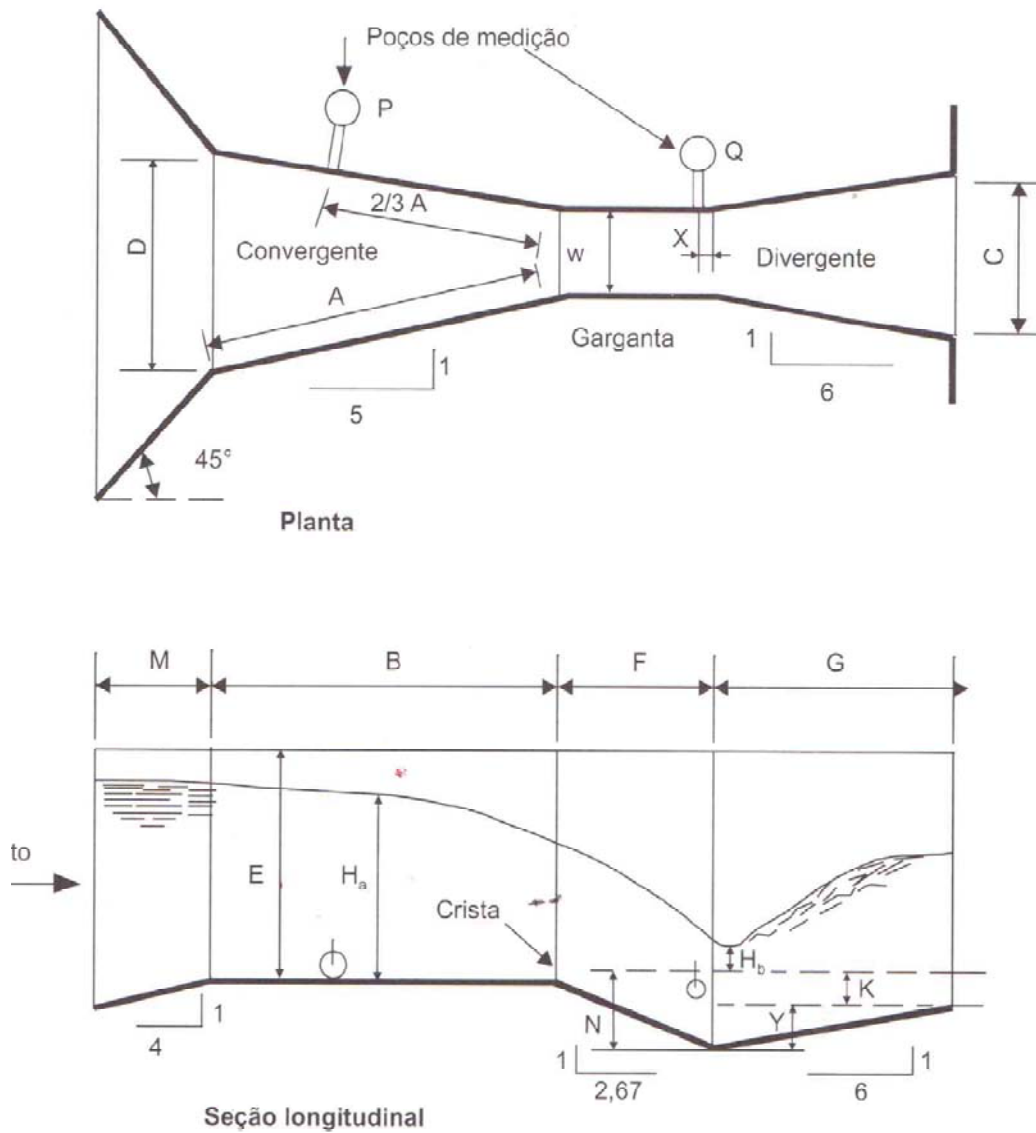 Poços de medição
P
Q
2/3 A
D
Convergente
w
X
Divergente
C
A
Garganta
1
5
1
6
45°
Planta
M
B
F
G
to
E
Hₐ
Crista
H_b
K
N
Y
1
4
1
2,67
1
6
Seção longitudinal